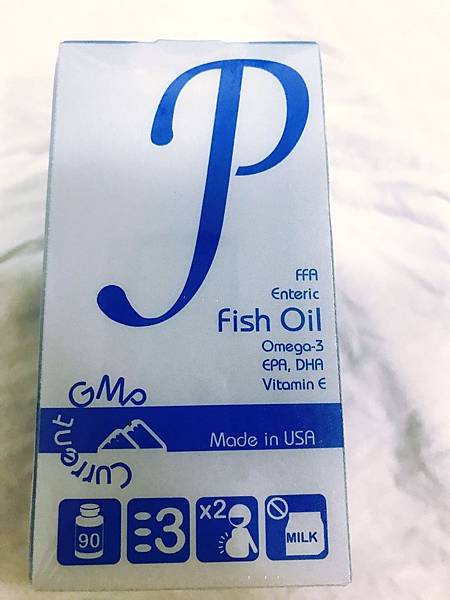 P
FFA
Enteric
Fish Oil
Omega-3
EPA, DHA
Vitamin E
Current GMP
Made in USA
90
3
x2
MILK